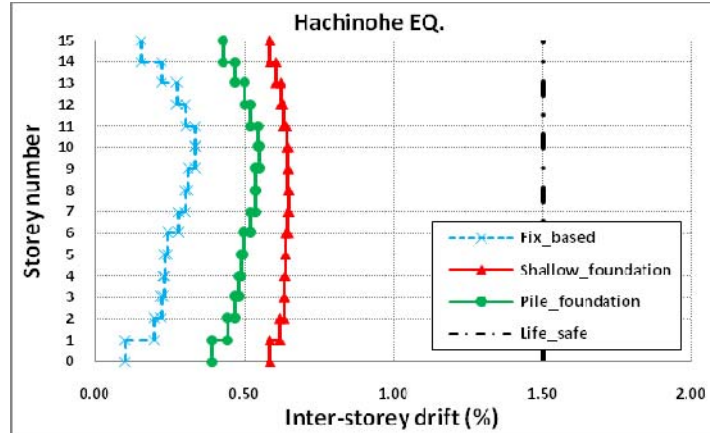 Hachinohe EQ.
15
14
13
12
11
10
9
8
7
6
5
4
3
2
1
0
Storey number
Fix_based
Shallow_foundation
Pile_foundation
Life_safe
0.00 0.50 1.00 1.50 2.00
Inter-storey drift (%)